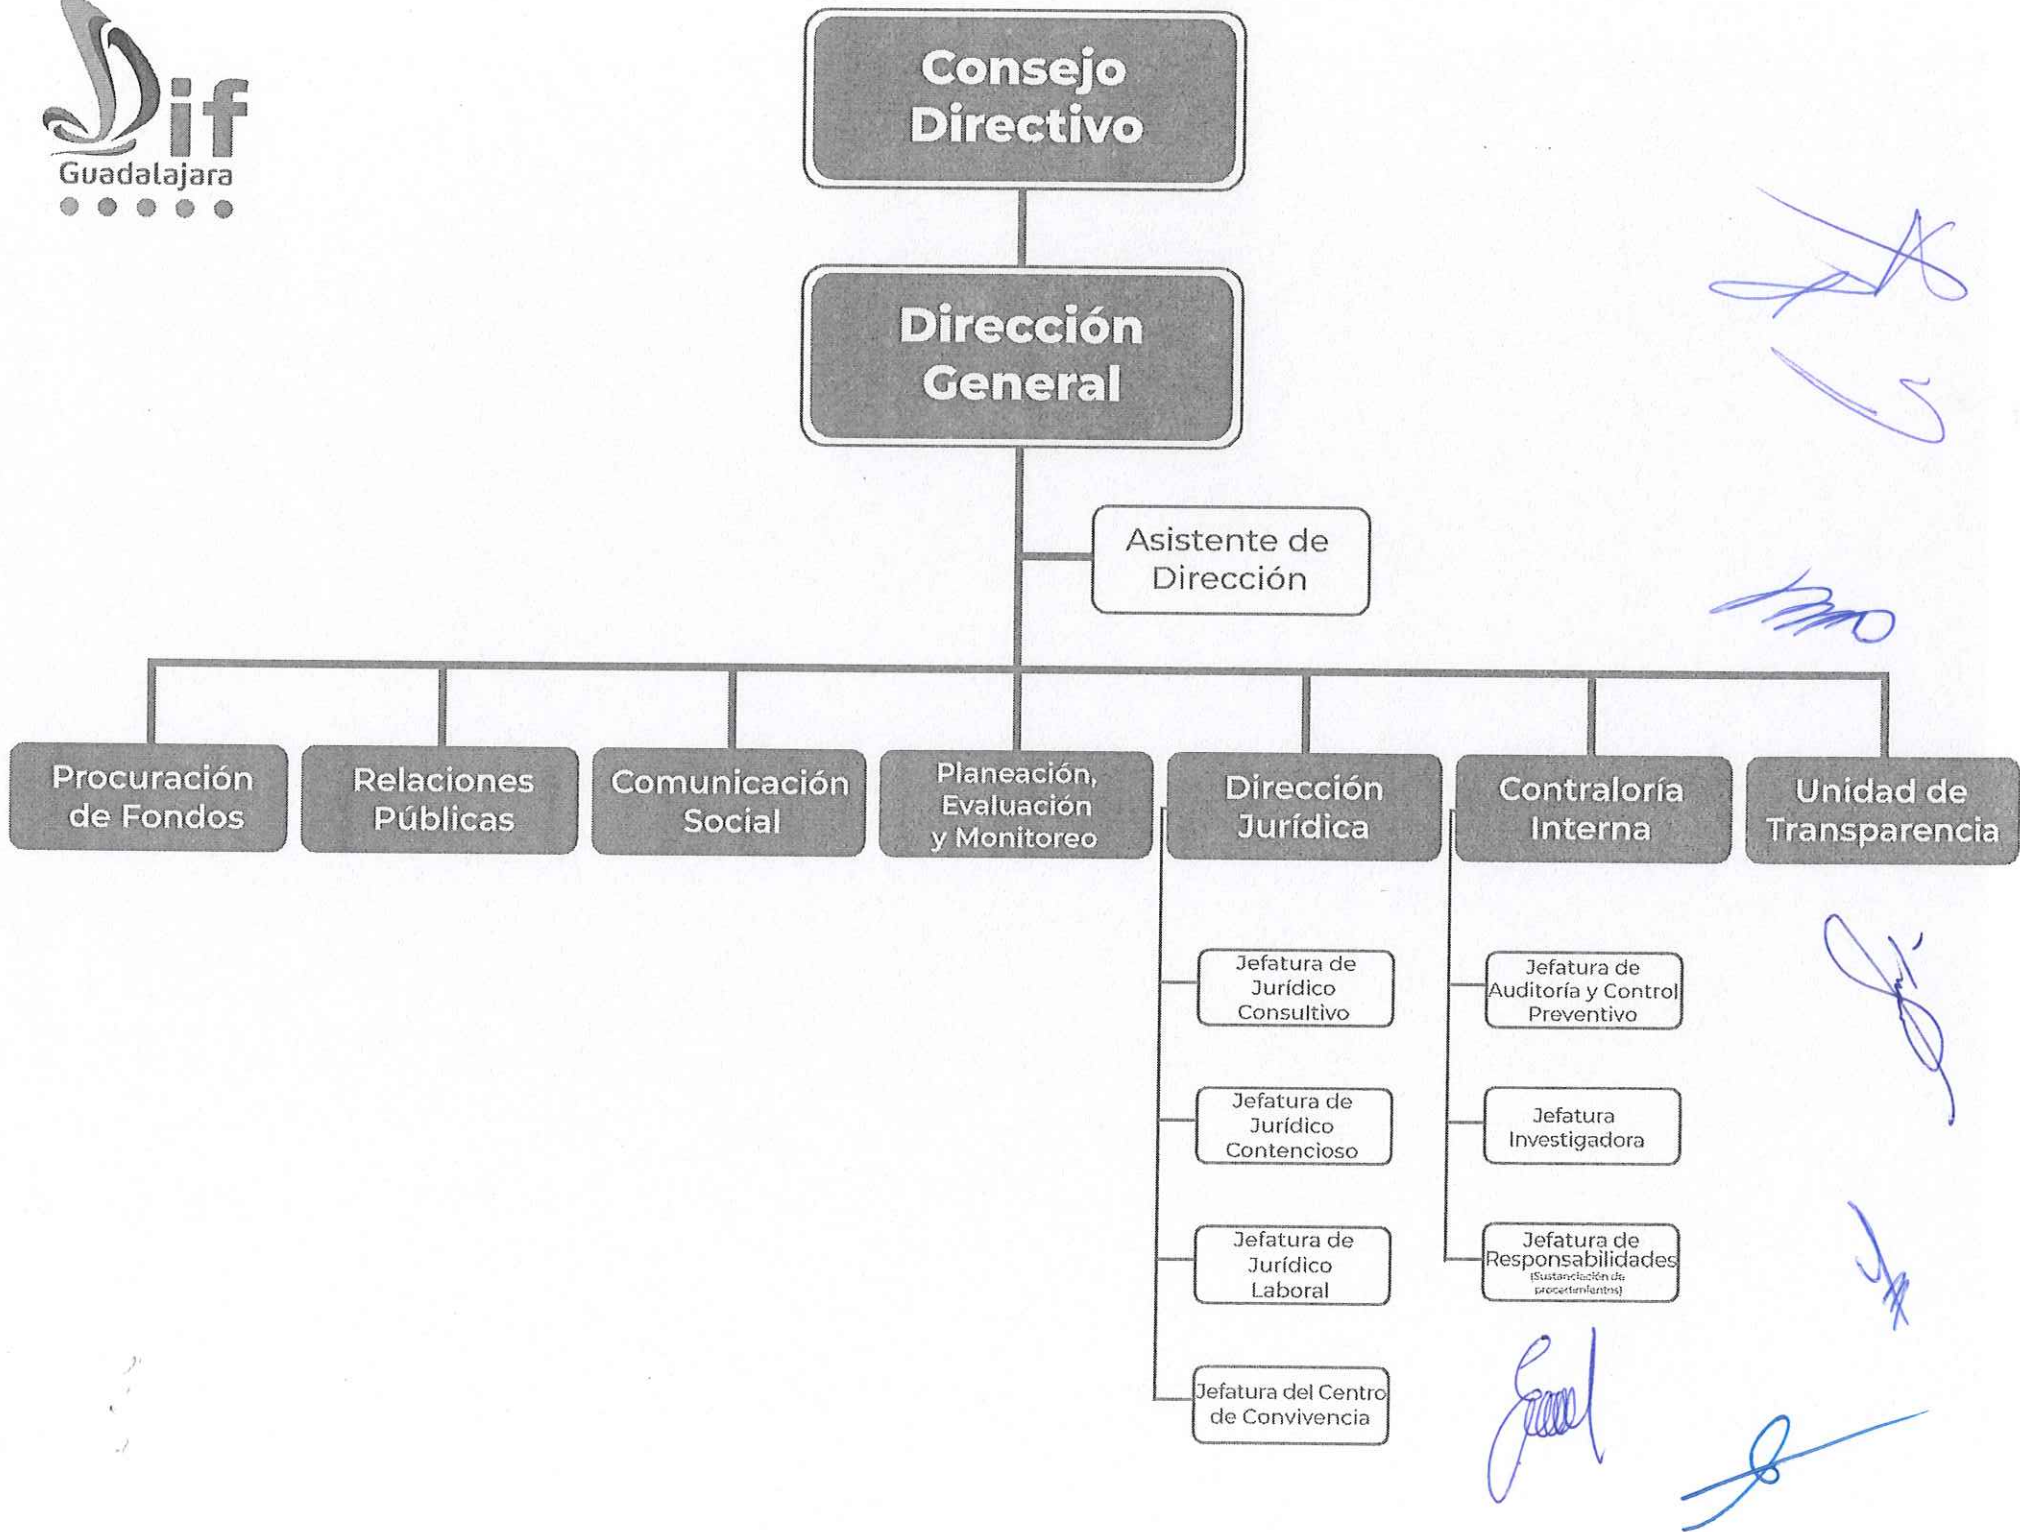 Dif
Guadalajara
Consejo
Directivo
Dirección
General
Asistente de
Dirección
Procuración
de Fondos
Relaciones
Públicas
Comunicación
Social
Planeación,
Evaluación
y Monitoreo
Dirección
Jurídica
Contraloría
Interna
Unidad de
Transparencia
Jefatura de
Jurídico
Consultivo
Jefatura de
Jurídico
Contencioso
Jefatura de
Jurídico
Laboral
Jefatura del Centro
de Convivencia
Jefatura de
Auditoría y Control
Preventivo
Jefatura
Investigadora
Jefatura de
Responsabilidades
(Sustanciación de
procedimientos)